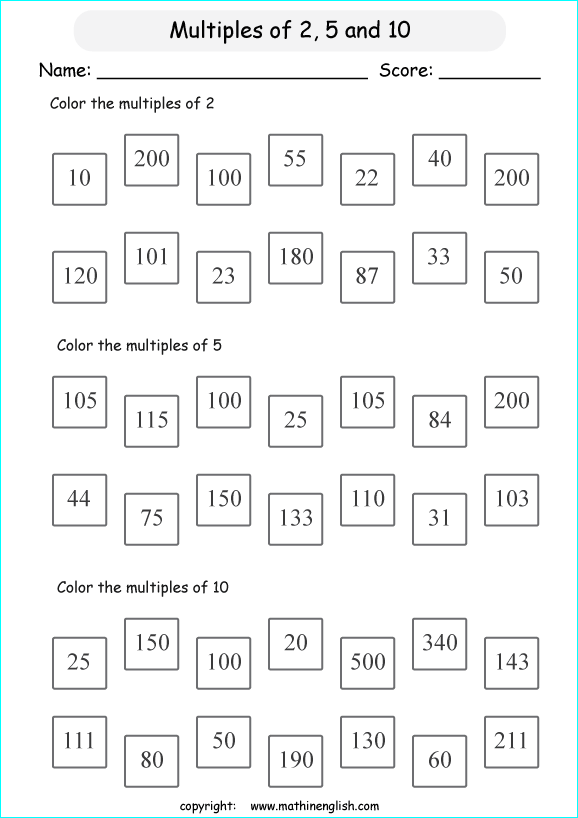 Multiples of 2, 5 and 10
Name: Score:
Color the multiples of 2
10 200 100 55 22 40 200
120 101 23 180 87 33 50
Color the multiples of 5
105 115 100 25 105 84 200
44 75 150 133 110 31 103
Color the multiples of 10
25 150 100 20 500 340 143
111 80 50 190 130 60 211
copyright: www.mathinenglish.com